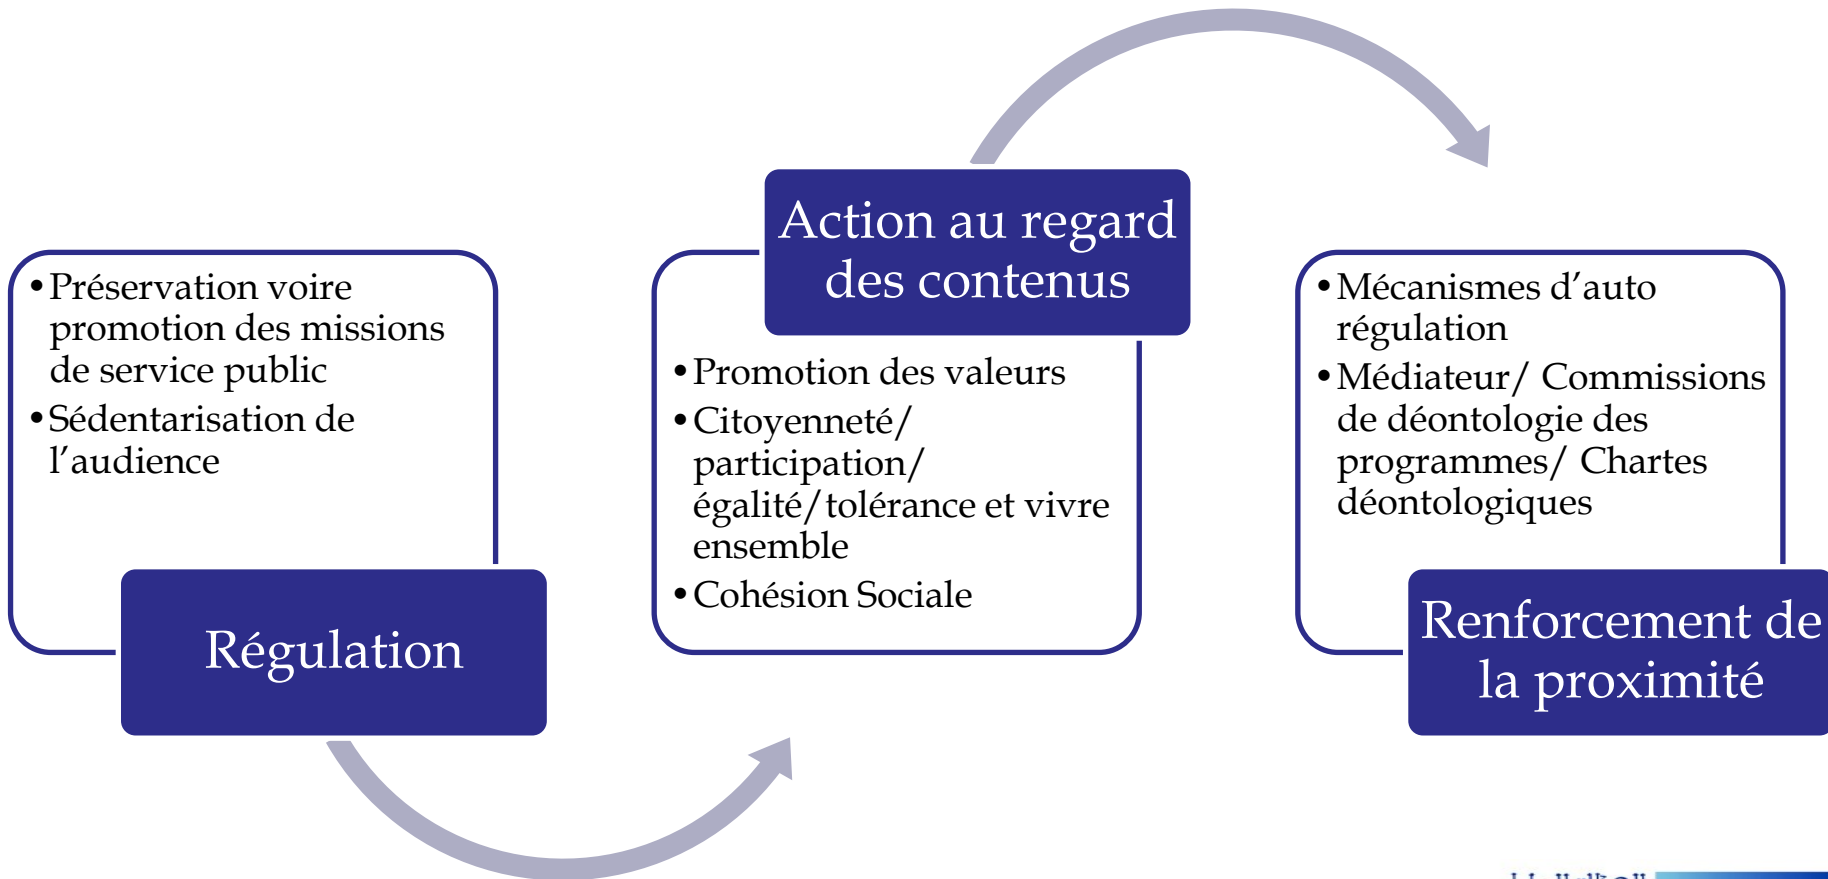 •Préservation voire
promotion des missions
de service public
•Sédentarisation de
l’audience
Régulation
Action au regard
des contenus
•Promotion des valeurs
•Citoyenneté/
participation/
égalité/tolérance et vivre
ensemble
•Cohésion Sociale
•Mécanismes d’auto
régulation
•Médiateur/ Commissions
de déontologie des
programmes/ Chartes
déontologiques
Renforcement de
la proximité